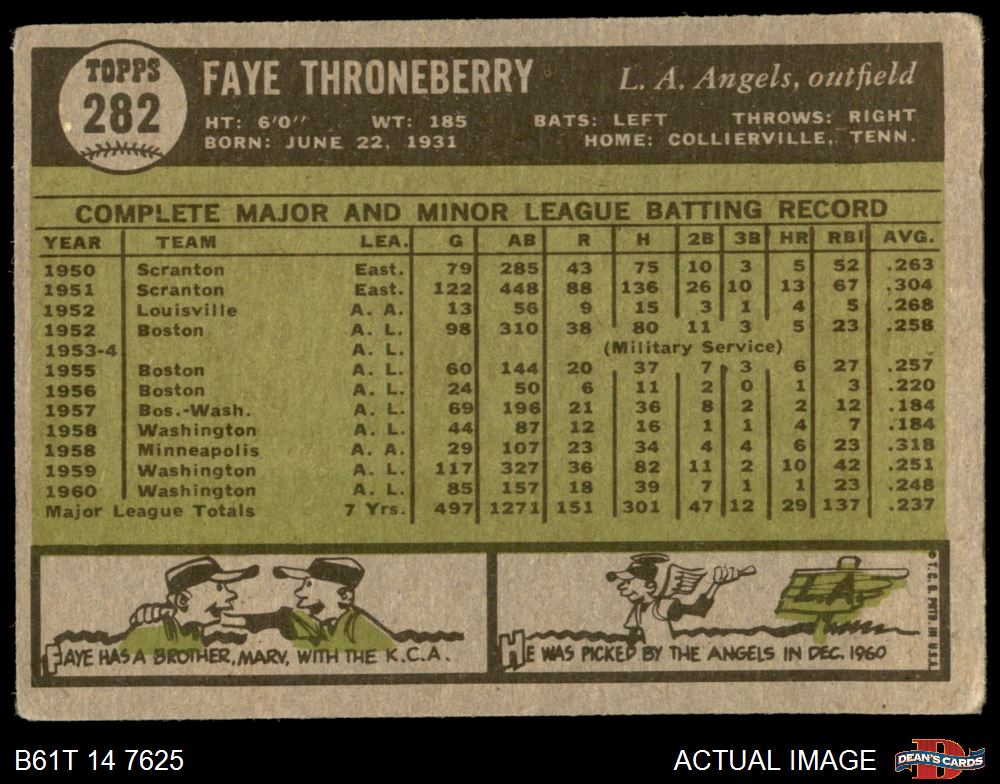 TOPPS
282
FAYE THRONEBERRY
L. A. Angels, outfield
HT: 6'0" WT: 185 BATS: LEFT THROWS: RIGHT
BORN: JUNE 22, 1931 HOME: COLLIERVILLE, TENN.
COMPLETE MAJOR AND MINOR LEAGUE BATTING RECORD
YEAR TEAM LEA. G AB R H 2B 3B HR RBI AVG.
1950 Scranton East. 79 285 43 75 10 3 5 52 .263
1951 Scranton East. 122 448 88 136 26 10 13 67 .304
1952 Louisville A. A. 13 56 9 15 3 1 4 5 .268
1952 Boston A. L. 98 310 38 80 11 3 5 23 .258
1953-4 A. L. (Military Service)
1955 Boston A. L. 60 144 20 37 7 3 6 27 .257
1956 Boston A. L. 24 50 6 11 2 0 1 3 .220
1957 Bos.-Wash. A. L. 69 196 21 36 8 2 2 12 .184
1958 Washington A. L. 44 87 12 16 1 1 4 7 .184
1958 Minneapolis A. A. 29 107 23 34 4 4 6 23 .318
1959 Washington A. L. 117 327 36 82 11 2 10 42 .251
1960 Washington A. L. 85 157 18 39 7 1 1 23 .248
Major League Totals 7 Yrs. 497 1271 151 301 47 12 29 137 .237
FAYE HAS A BROTHER, MARV, WITH THE K.C.A.
L.A.
HE WAS PICKED BY THE ANGELS IN DEC. 1960
© T. C. G. PRTD. IN U.S.A.
B61T 14 7625
ACTUAL IMAGE
DEAN'S CARDS